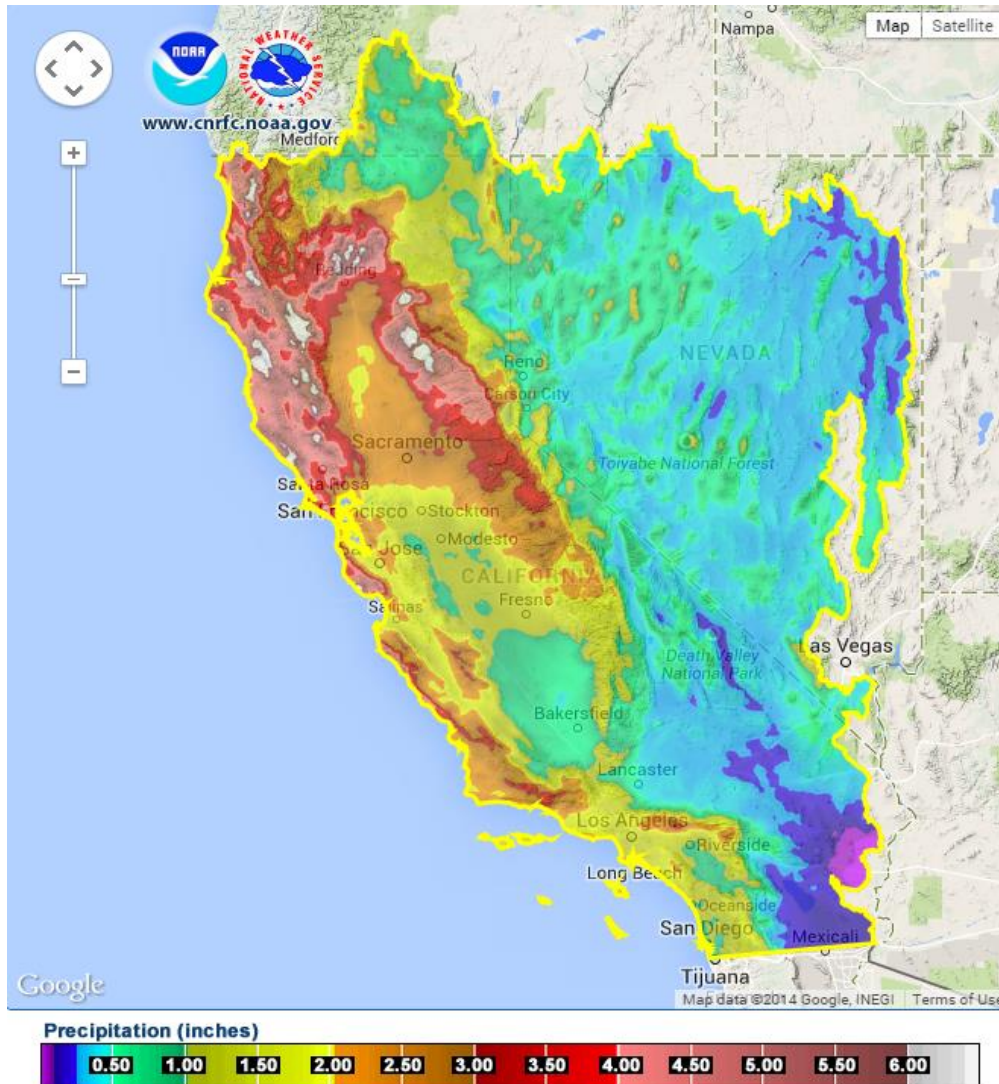 Nampa
Map
Satellite
NOAA
NATIONAL WEATHER SERVICE
www.cnrfc.noaa.gov
Medford
Redding
Reno
NEVADA
Carson City
Sacramento
Toiyabe National Forest
Santa Rosa
San Francisco
Stockton
San Jose
Modesto
CALIFORNIA
Fresno
Salinas
Las Vegas
Death Valley
National Park
Bakersfield
Lancaster
Los Angeles
Riverside
Long Beach
Oceanside
San Diego
Mexicali
Tijuana
Google
Map data ©2014 Google, INEGI
Terms of Use
Precipitation (inches)
0.50 1.00 1.50 2.00 2.50 3.00 3.50 4.00 4.50 5.00 5.50 6.00